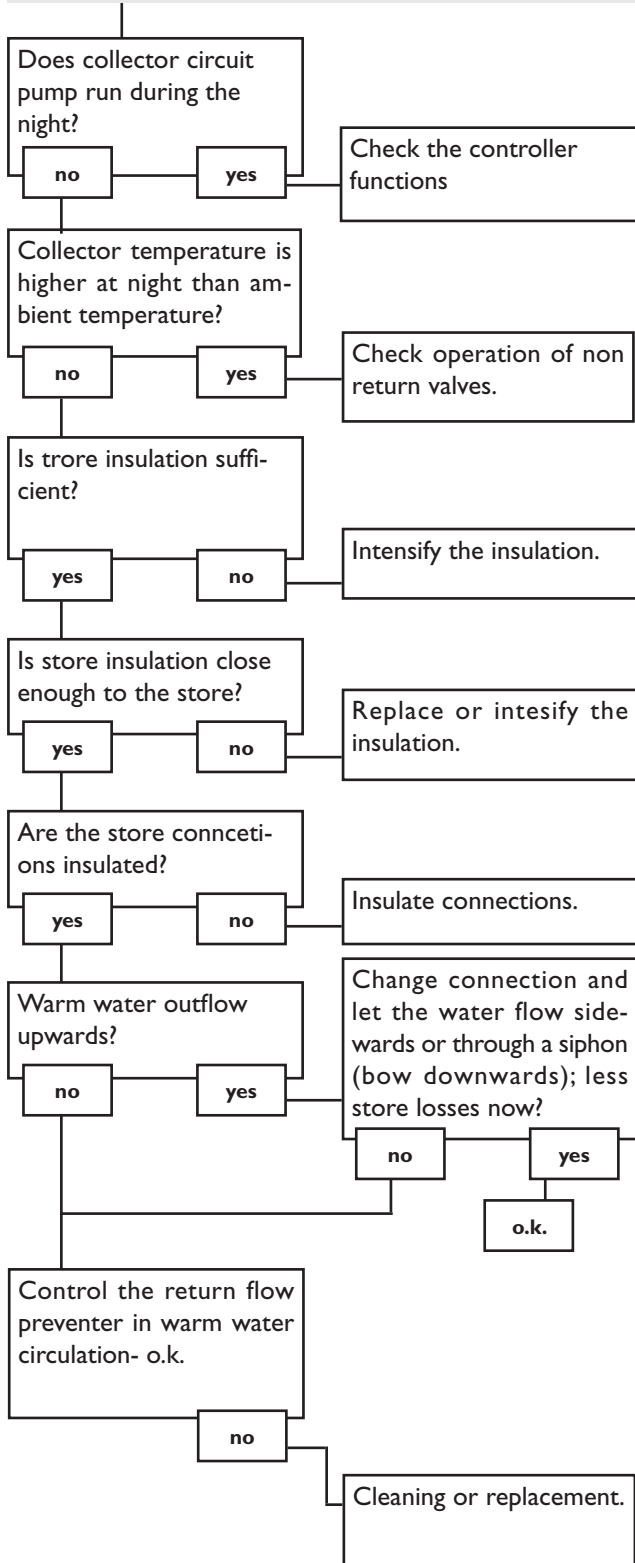 Does collector circuit
pump run during the
night?
no
yes
Check the controller
functions
Collector temperature is
higher at night than am-
bient temperature?
no
yes
Check operation of non
return valves.
Is trore insulation suffi-
cient?
yes
no
Intensify the insulation.
Is store insulation close
enough to the store?
yes
no
Replace or intesify the
insulation.
Are the store connceti-
ons insulated?
yes
no
Insulate connections.
Warm water outflow
upwards?
no
yes
Change connection and
let the water flow side-
wards or through a siphon
(bow downwards); less
store losses now?
no
yes
o.k.
Control the return flow
preventer in warm water
circulation- o.k.
no
Cleaning or replacement.